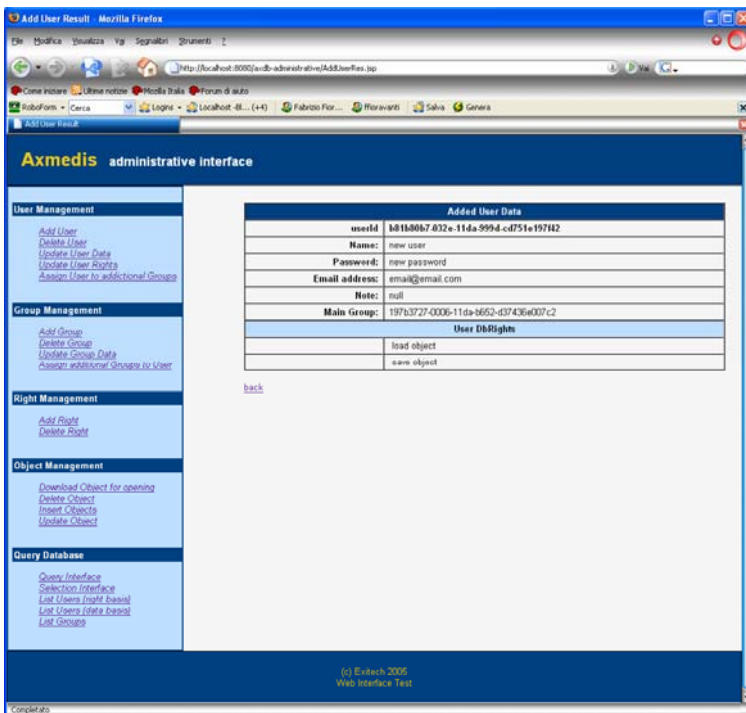 Add User Result - Mozilla Firefox
File Modifica Visualizza Vai Segnalibri Strumenti ?
http://localhost:8080/axdb-administrative/AddUserRes.jsp Vai
Come iniziare Ultime notizie Mozilla Italia Forum di aiuto
RoboForm Cerca Logins Localhost (+4) Fabrizio Fior... ffioravanti Salva Genera
Add User Result
Axmedis administrative interface
User Management
Add User
Delete User
Update User Data
Update User Rights
Assign User to addictional Groups
Group Management
Add Group
Delete Group
Update Group Data
Assign additional Groups to User
Right Management
Add Right
Delete Right
Object Management
Download Object for opening
Delete Object
Insert Objects
Update Object
Query Database
Query Interface
Selection Interface
List Users (right basis)
List Users (data basis)
List Groups
Added User Data
userId b81b80b7-032e-11da-999d-cd751e197f42
Name: new user
Password: new password
Email address: email@email.com
Note: null
Main Group: 197b3727-0006-11da-b652-d37436e007c2
User DbRights
load object
save object
back
(c) Exitech 2005
Web Interface Test
Completato